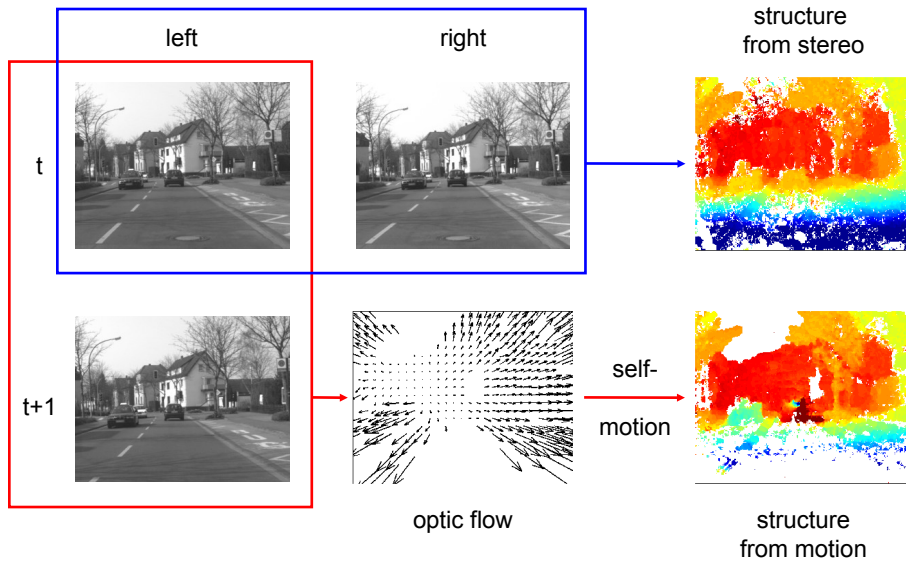 left
right
structure
from stereo
t
t+1
self-
motion
optic flow
structure
from motion